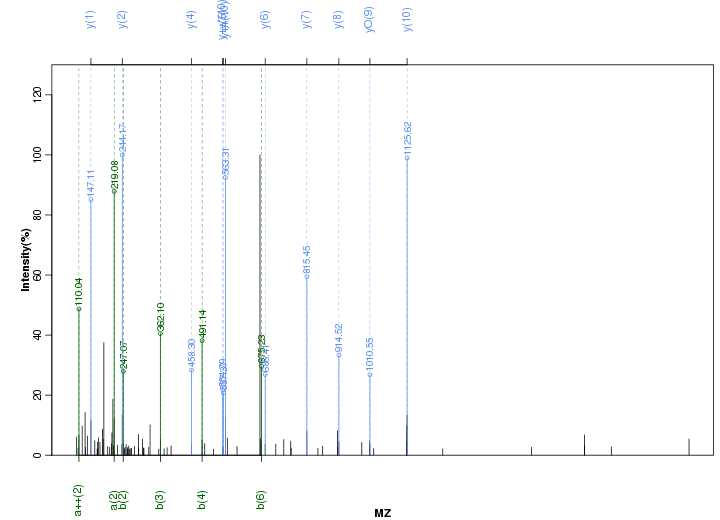 y(1)
y(2)
y(4)
y(6)
y(7)
y(8)
yO(9)
y(10)
Intensity(%)
0
20
40
60
80
100
120
110.04
147.11
219.08
244.17
247.07
362.10
458.30
491.14
563.31
815.45
914.52
1010.55
1125.62
a++(2)
a(2)
b(2)
b(3)
b(4)
b(6)
MZ